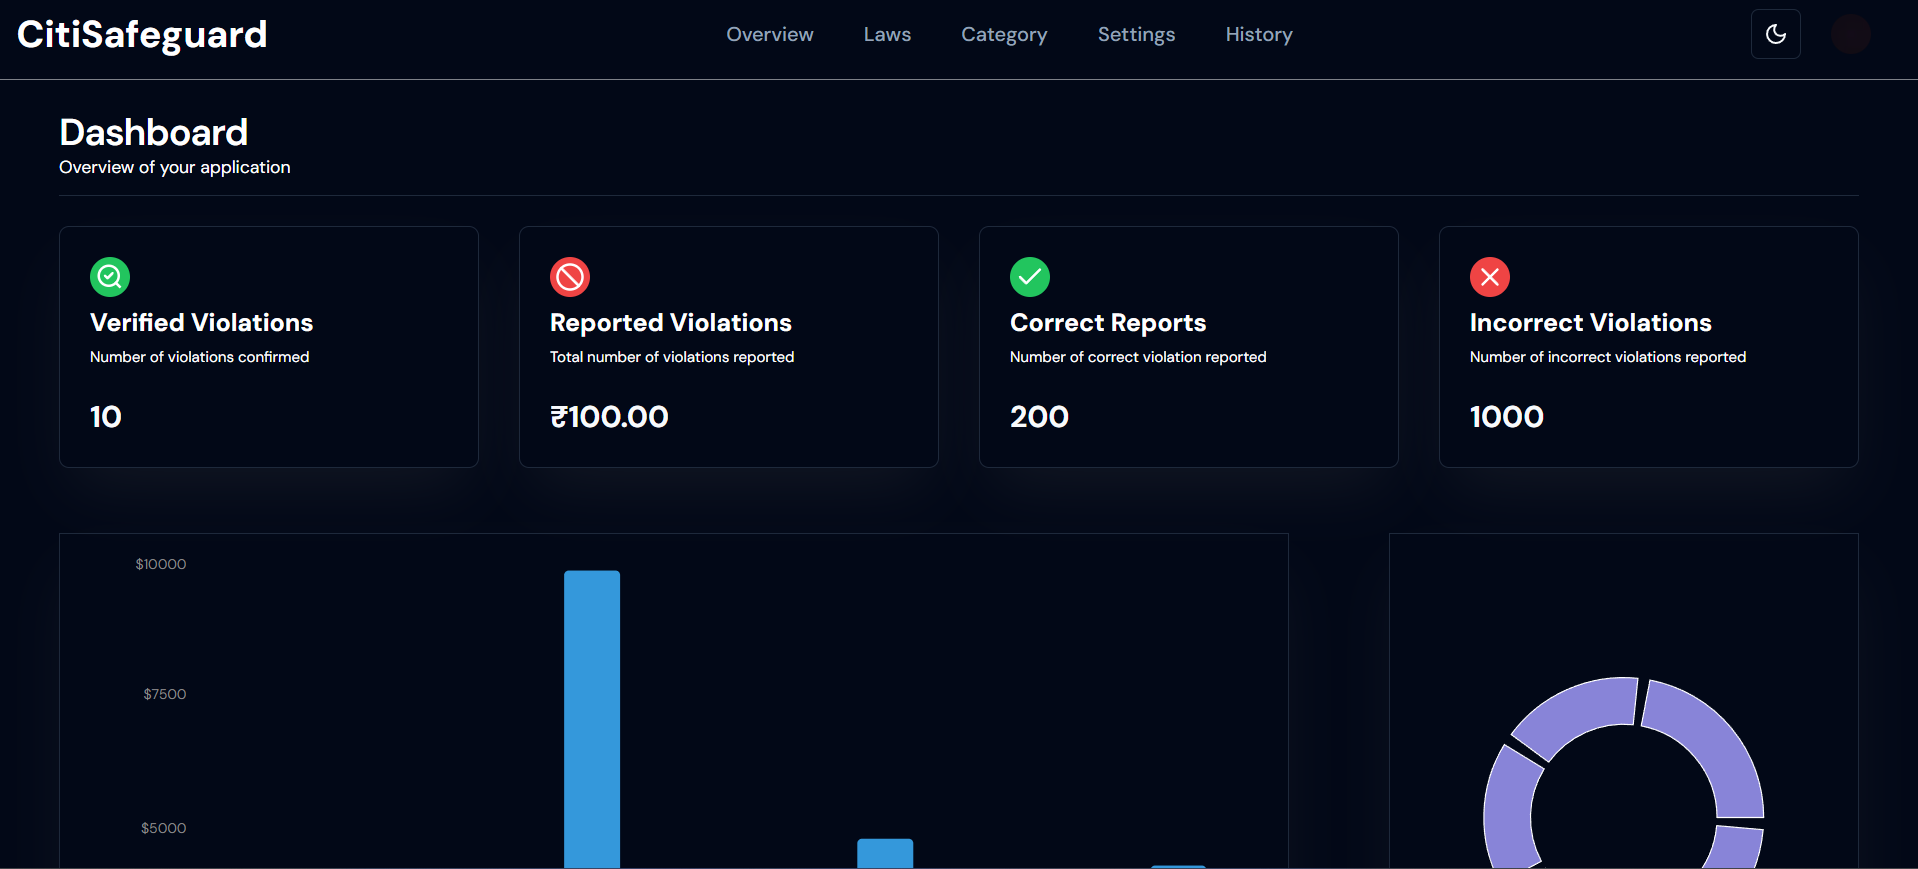 CitiSafeguard
Overview Laws Category Settings History
Dashboard
Overview of your application
Verified Violations
Number of violations confirmed
10
Reported Violations
Total number of violations reported
₹100.00
Correct Reports
Number of correct violation reported
200
Incorrect Violations
Number of incorrect violations reported
1000
$10000
$7500
$5000